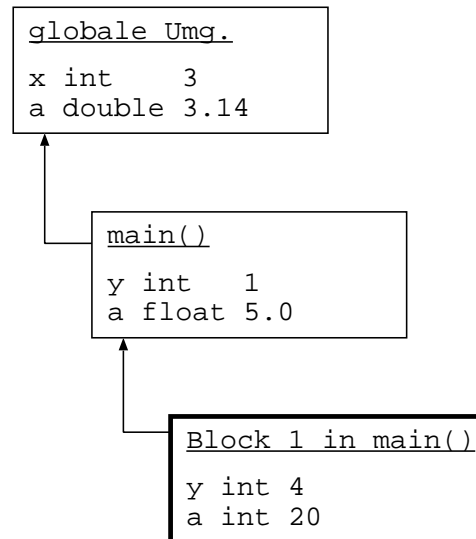 globale Umg.
x int 3
a double 3.14
main()
y int 1
a float 5.0
Block 1 in main()
y int 4
a int 20